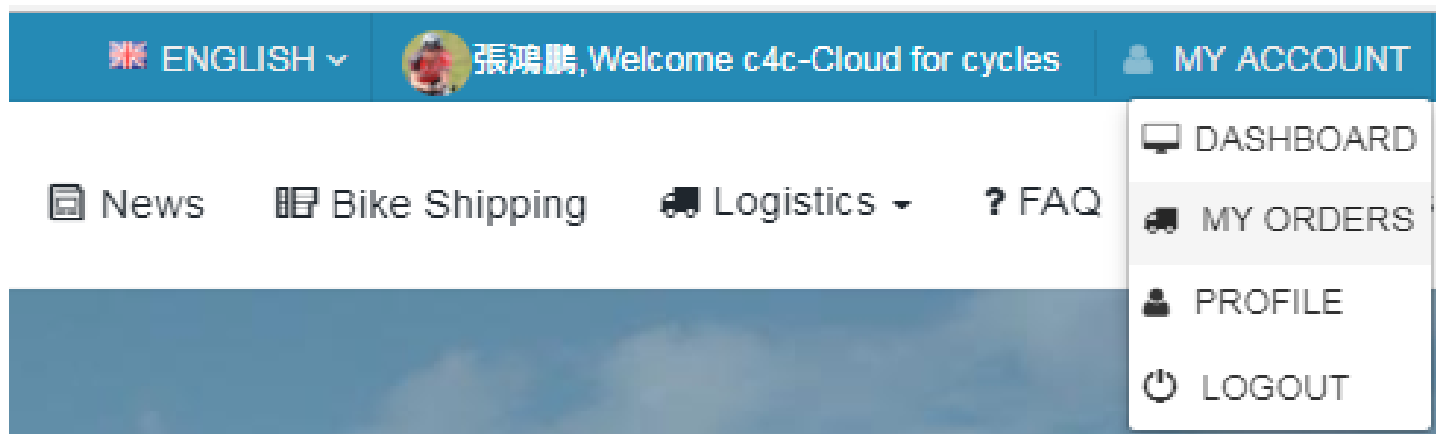 ENGLISH
張鴻鵬,Welcome c4c-Cloud for cycles
MY ACCOUNT
News
Bike Shipping
Logistics
? FAQ
DASHBOARD
MY ORDERS
PROFILE
LOGOUT